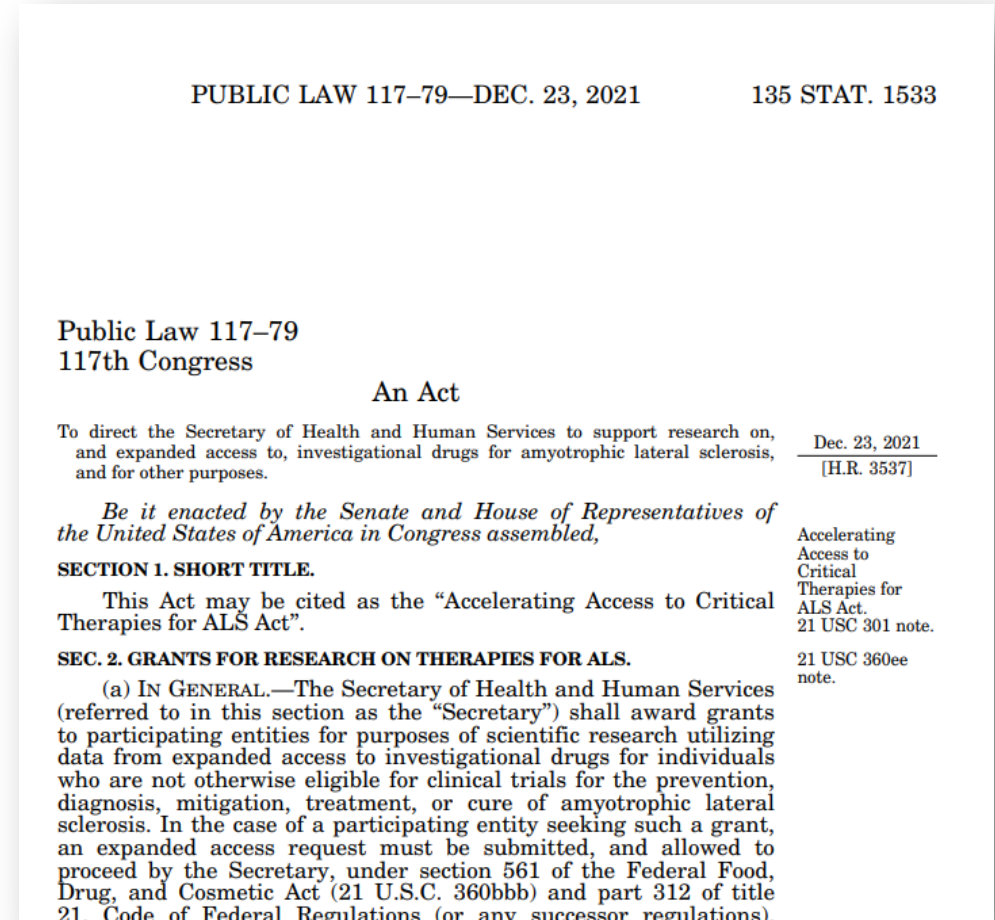 PUBLIC LAW 117–79—DEC. 23, 2021 135 STAT. 1533
Public Law 117–79
117th Congress
An Act
To direct the Secretary of Health and Human Services to support research on,
and expanded access to, investigational drugs for amyotrophic lateral sclerosis,
and for other purposes.
Dec. 23, 2021
[H.R. 3537]
Be it enacted by the Senate and House of Representatives of
the United States of America in Congress assembled,
SECTION 1. SHORT TITLE.
This Act may be cited as the “Accelerating Access to Critical
Therapies for ALS Act”.
Accelerating
Access to
Critical
Therapies for
ALS Act.
21 USC 301 note.
SEC. 2. GRANTS FOR RESEARCH ON THERAPIES FOR ALS.
21 USC 360ee
note.
(a) IN GENERAL.—The Secretary of Health and Human Services
(referred to in this section as the “Secretary”) shall award grants
to participating entities for purposes of scientific research utilizing
data from expanded access to investigational drugs for individuals
who are not otherwise eligible for clinical trials for the prevention,
diagnosis, mitigation, treatment, or cure of amyotrophic lateral
sclerosis. In the case of a participating entity seeking such a grant,
an expanded access request must be submitted, and allowed to
proceed by the Secretary, under section 561 of the Federal Food,
Drug, and Cosmetic Act (21 U.S.C. 360bbb) and part 312 of title
21, Code of Federal Regulations (or any successor regulations),